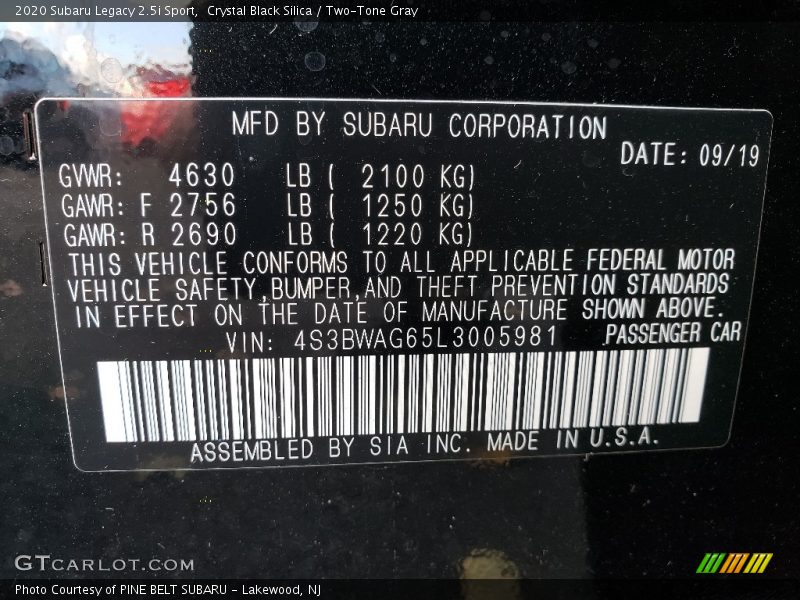 2020 Subaru Legacy 2.5i Sport,  Crystal Black Silica / Two-Tone Gray
MFD BY SUBARU CORPORATION
DATE: 09/19
GVWR: 4630 LB ( 2100 KG)
GAWR: F 2756 LB ( 1250 KG)
GAWR: R 2690 LB ( 1220 KG)
THIS VEHICLE CONFORMS TO ALL APPLICABLE FEDERAL MOTOR
VEHICLE SAFETY,BUMPER,AND THEFT PREVENTION STANDARDS
IN EFFECT ON THE DATE OF MANUFACTURE SHOWN ABOVE.
VIN: 4S3BWAG65L3005981 PASSENGER CAR
ASSEMBLED BY SIA INC. MADE IN U.S.A.
GTCARLOT.COM
Photo Courtesy of PINE BELT SUBARU - Lakewood, NJ